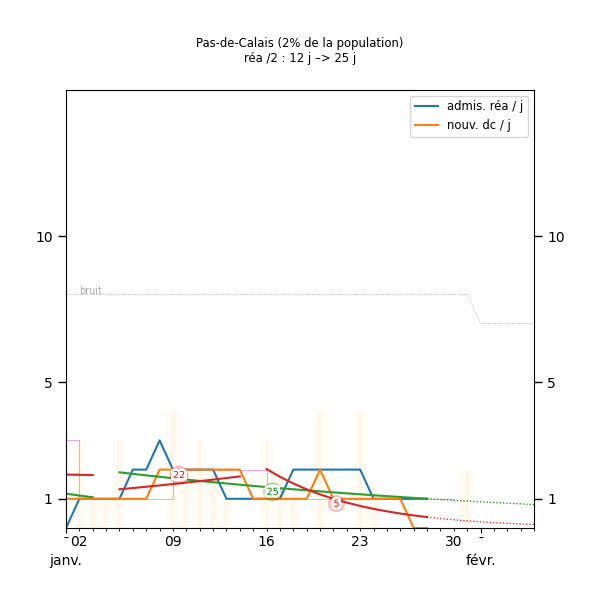 Pas-de-Calais (2% de la population)
réa /2 : 12 j –> 25 j
admis. réa / j
nouv. dc / j
10 10
bruit
5 5
22
25
5
1 1
02 09 16 23 30
janv. févr.